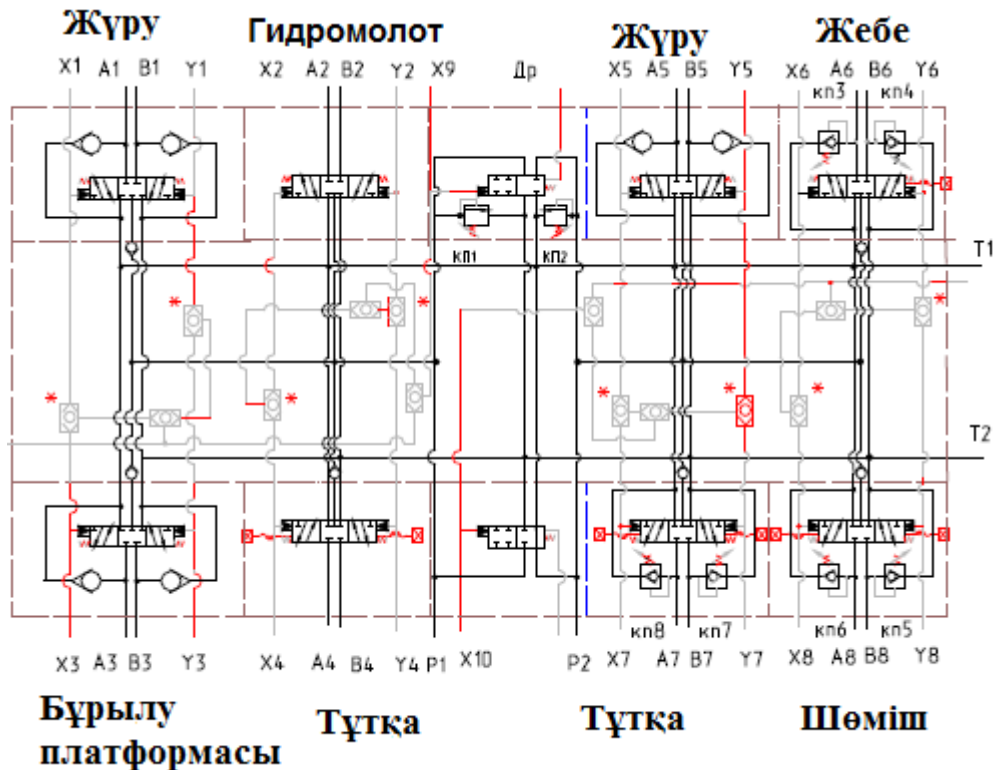 Жүру Гидромолот Жүру Жебе
X1 A1 B1 Y1 X2 A2 B2 Y2 X9 Др X5 A5 B5 Y5 X6 A6 B6 Y6
кп3 кп4
кп1 кп2
T1
* * *
* * * * *
T2
кп8 кп7 кп6 кп5
X3 A3 B3 Y3 X4 A4 B4 Y4 P1 X10 P2 X7 A7 B7 Y7 X8 A8 B8 Y8
Бұрылу Тұтқа Тұтқа Шөміш
платформасы